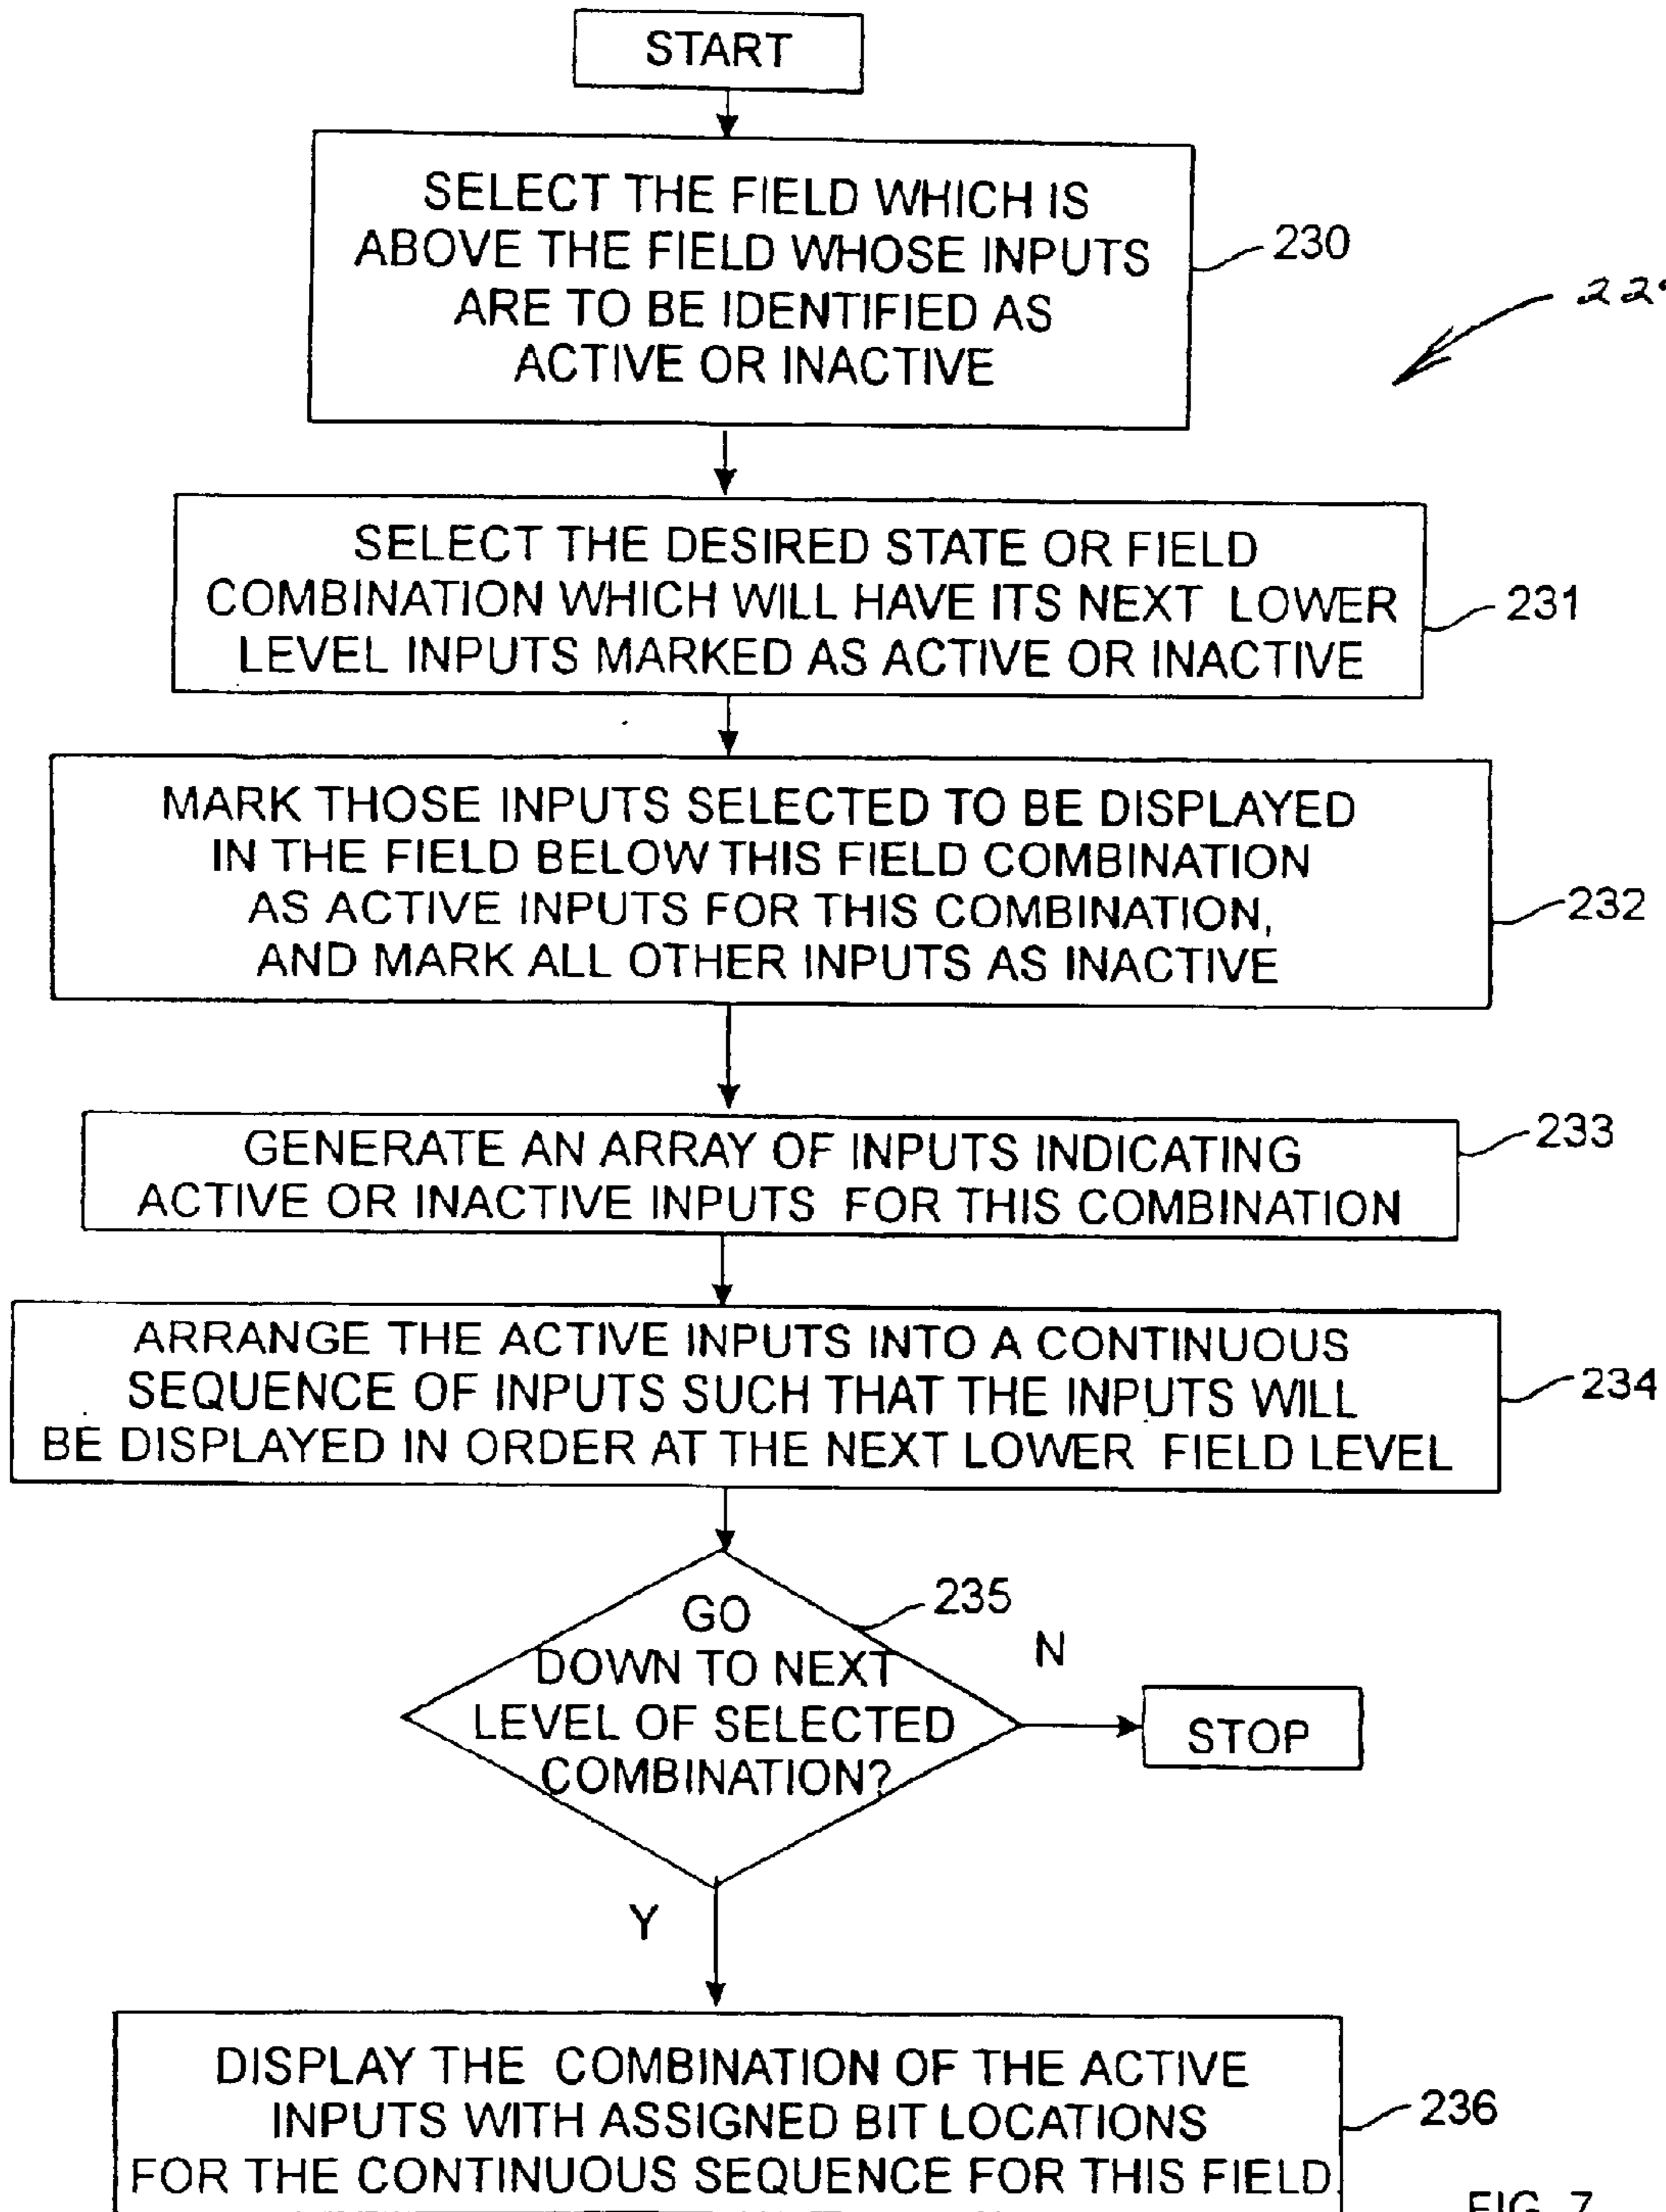 START
SELECT THE FIELD WHICH IS
ABOVE THE FIELD WHOSE INPUTS
ARE TO BE IDENTIFIED AS
ACTIVE OR INACTIVE
230
SELECT THE DESIRED STATE OR FIELD
COMBINATION WHICH WILL HAVE ITS NEXT LOWER
LEVEL INPUTS MARKED AS ACTIVE OR INACTIVE
231
MARK THOSE INPUTS SELECTED TO BE DISPLAYED
IN THE FIELD BELOW THIS FIELD COMBINATION
AS ACTIVE INPUTS FOR THIS COMBINATION,
AND MARK ALL OTHER INPUTS AS INACTIVE
232
GENERATE AN ARRAY OF INPUTS INDICATING
ACTIVE OR INACTIVE INPUTS FOR THIS COMBINATION
233
ARRANGE THE ACTIVE INPUTS INTO A CONTINUOUS
SEQUENCE OF INPUTS SUCH THAT THE INPUTS WILL
BE DISPLAYED IN ORDER AT THE NEXT LOWER FIELD LEVEL
234
GO
DOWN TO NEXT
LEVEL OF SELECTED
COMBINATION?
235
N
STOP
Y
DISPLAY THE COMBINATION OF THE ACTIVE
INPUTS WITH ASSIGNED BIT LOCATIONS
FOR THE CONTINUOUS SEQUENCE FOR THIS FIELD
236
FIG. 7